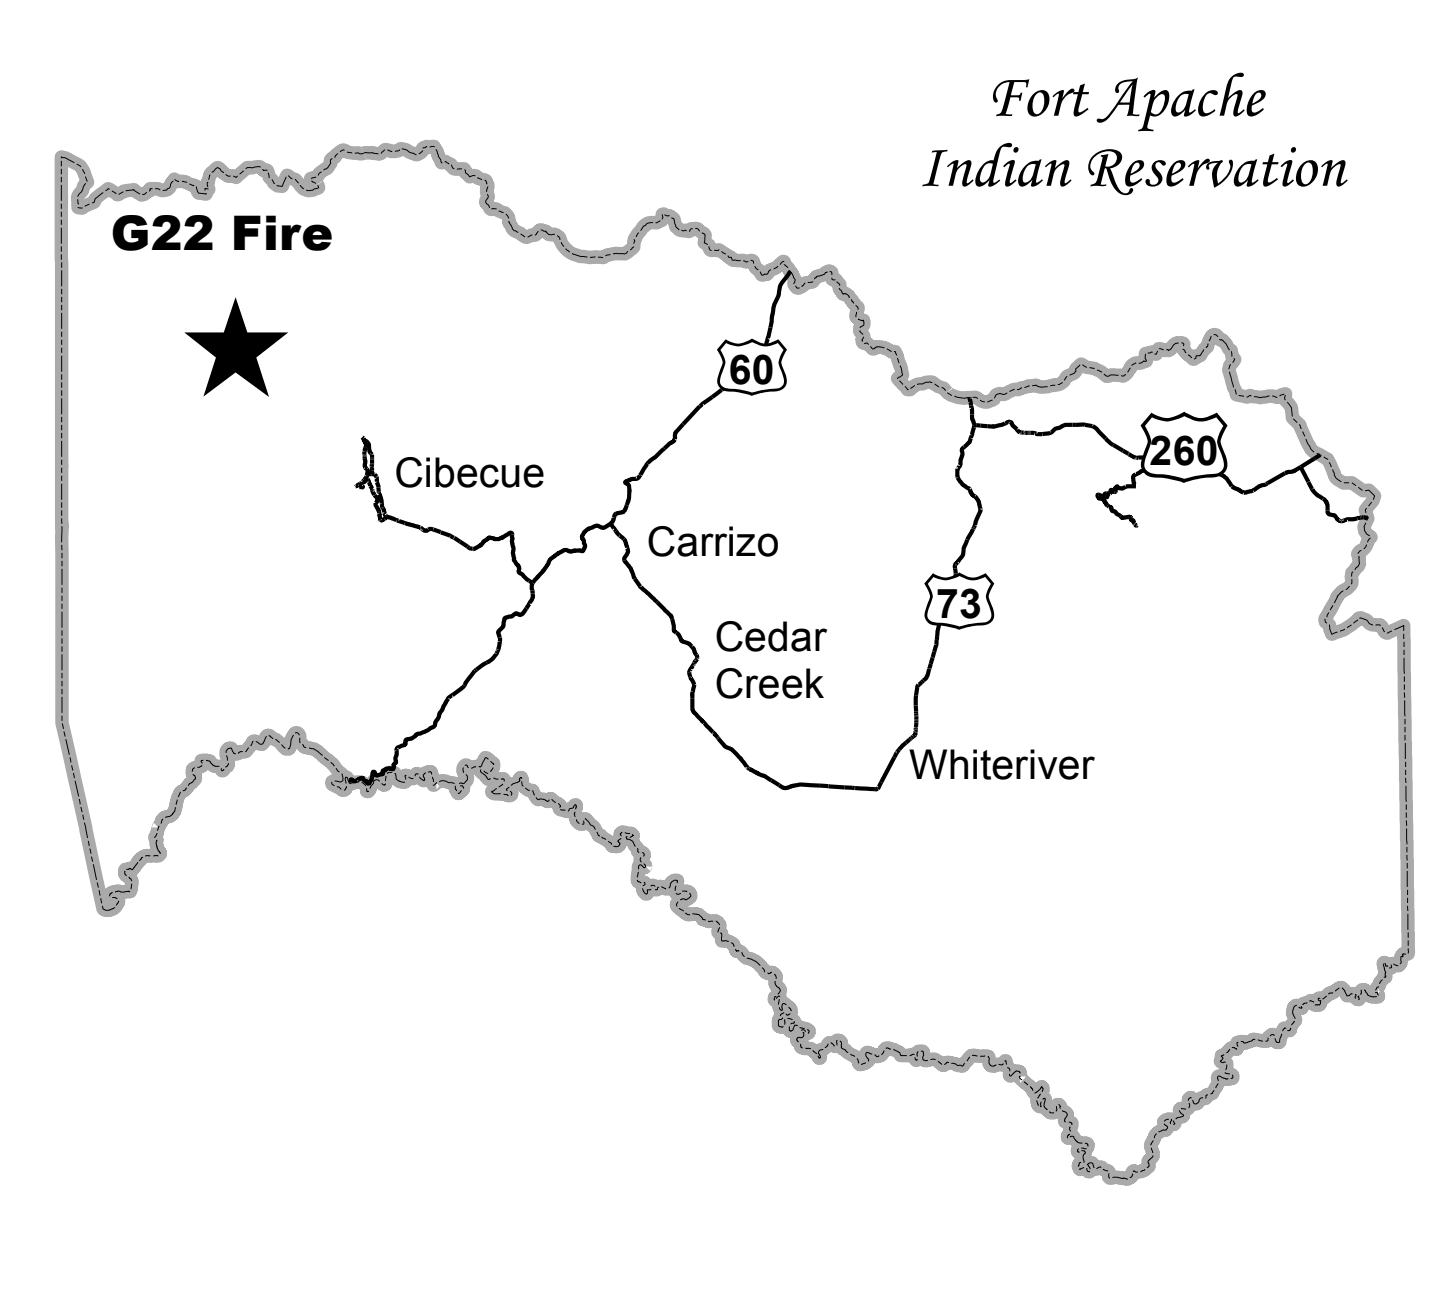 Fort Apache
Indian Reservation
G22 Fire
60
260
Cibecue
Carrizo
73
Cedar
Creek
Whiteriver